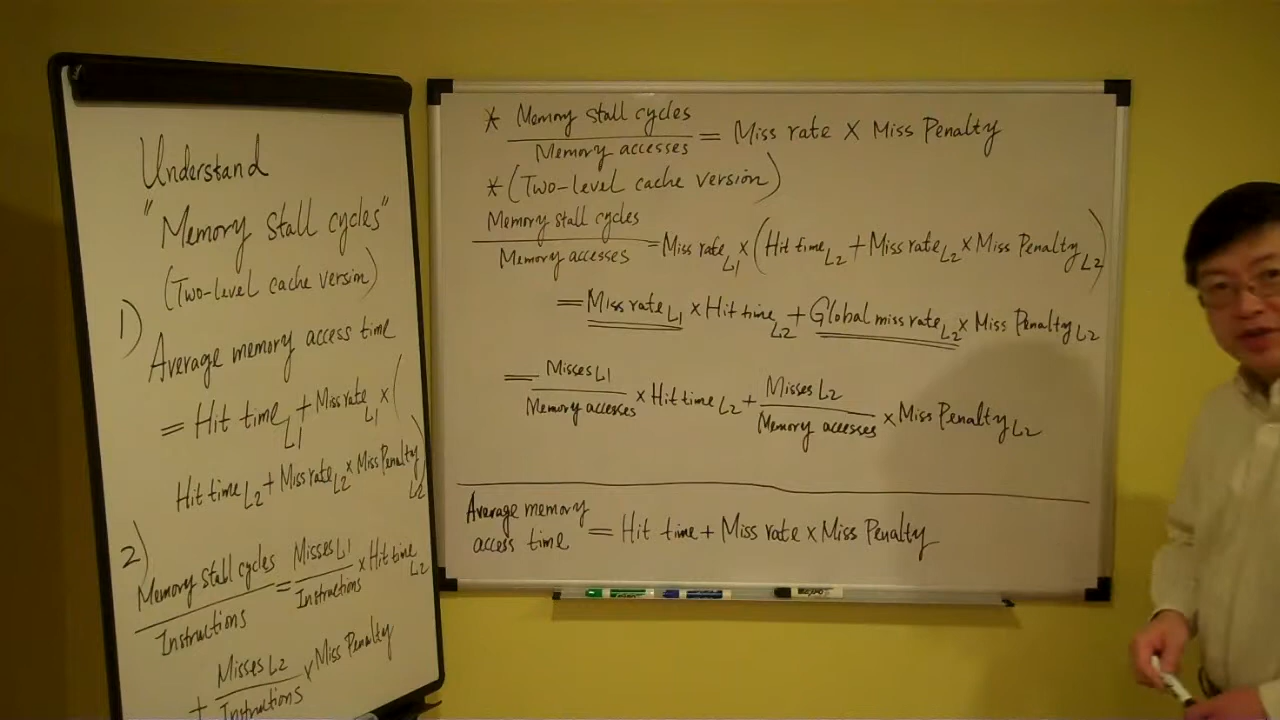 Understand
"Memory stall cycles"
(Two-level cache version)
1) Average memory access time
= Hit time L1 + Miss rate L1 × (
Hit time L2 + Miss rate L2 × Miss Penalty L2 )
2) Memory stall cycles / Instructions = Misses L1 / Instructions × Hit time L2
+ Misses L2 / Instructions × Miss Penalty
* Memory stall cycles / Memory accesses = Miss rate × Miss Penalty
* (Two-level cache version)
Memory stall cycles / Memory accesses = Miss rate L1 × (Hit time L2 + Miss rate L2 × Miss Penalty L2)
= Miss rate L1 × Hit time L2 + Global miss rate L2 × Miss Penalty L2
= Misses L1 / Memory accesses × Hit time L2 + Misses L2 / Memory accesses × Miss Penalty L2
Average memory
access time = Hit time + Miss rate × Miss Penalty